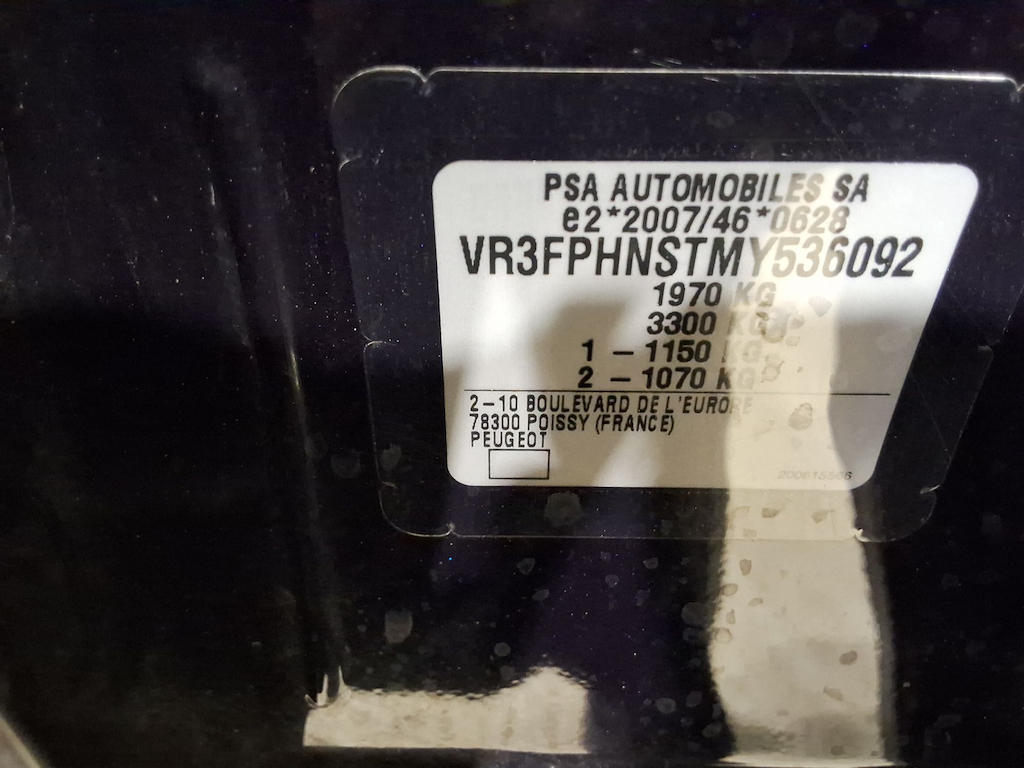 PSA AUTOMOBILES SA
e2*2007/46*0628
VR3FPHNSTMY536092
1970 KG
3300 KG
1 – 1150 KG
2 – 1070 KG
2–10 BOULEVARD DE L'EUROPE
78300 POISSY (FRANCE)
PEUGEOT